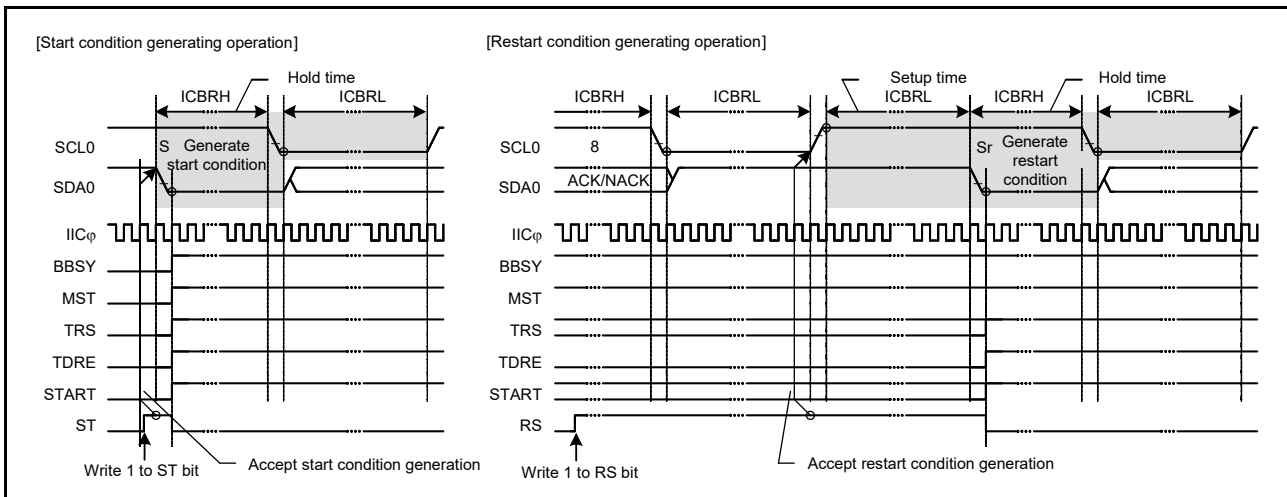 [Start condition generating operation]
Hold time
ICBRH
ICBRL
SCL0
S
Generate
start condition
SDA0
IICφ
BBSY
MST
TRS
TDRE
START
ST
Write 1 to ST bit
Accept start condition generation
[Restart condition generating operation]
Setup time
Hold time
ICBRH
ICBRL
ICBRL
ICBRH
ICBRL
SCL0
8
Sr
Generate
restart
condition
SDA0
ACK/NACK
IICφ
BBSY
MST
TRS
TDRE
START
RS
Write 1 to RS bit
Accept restart condition generation